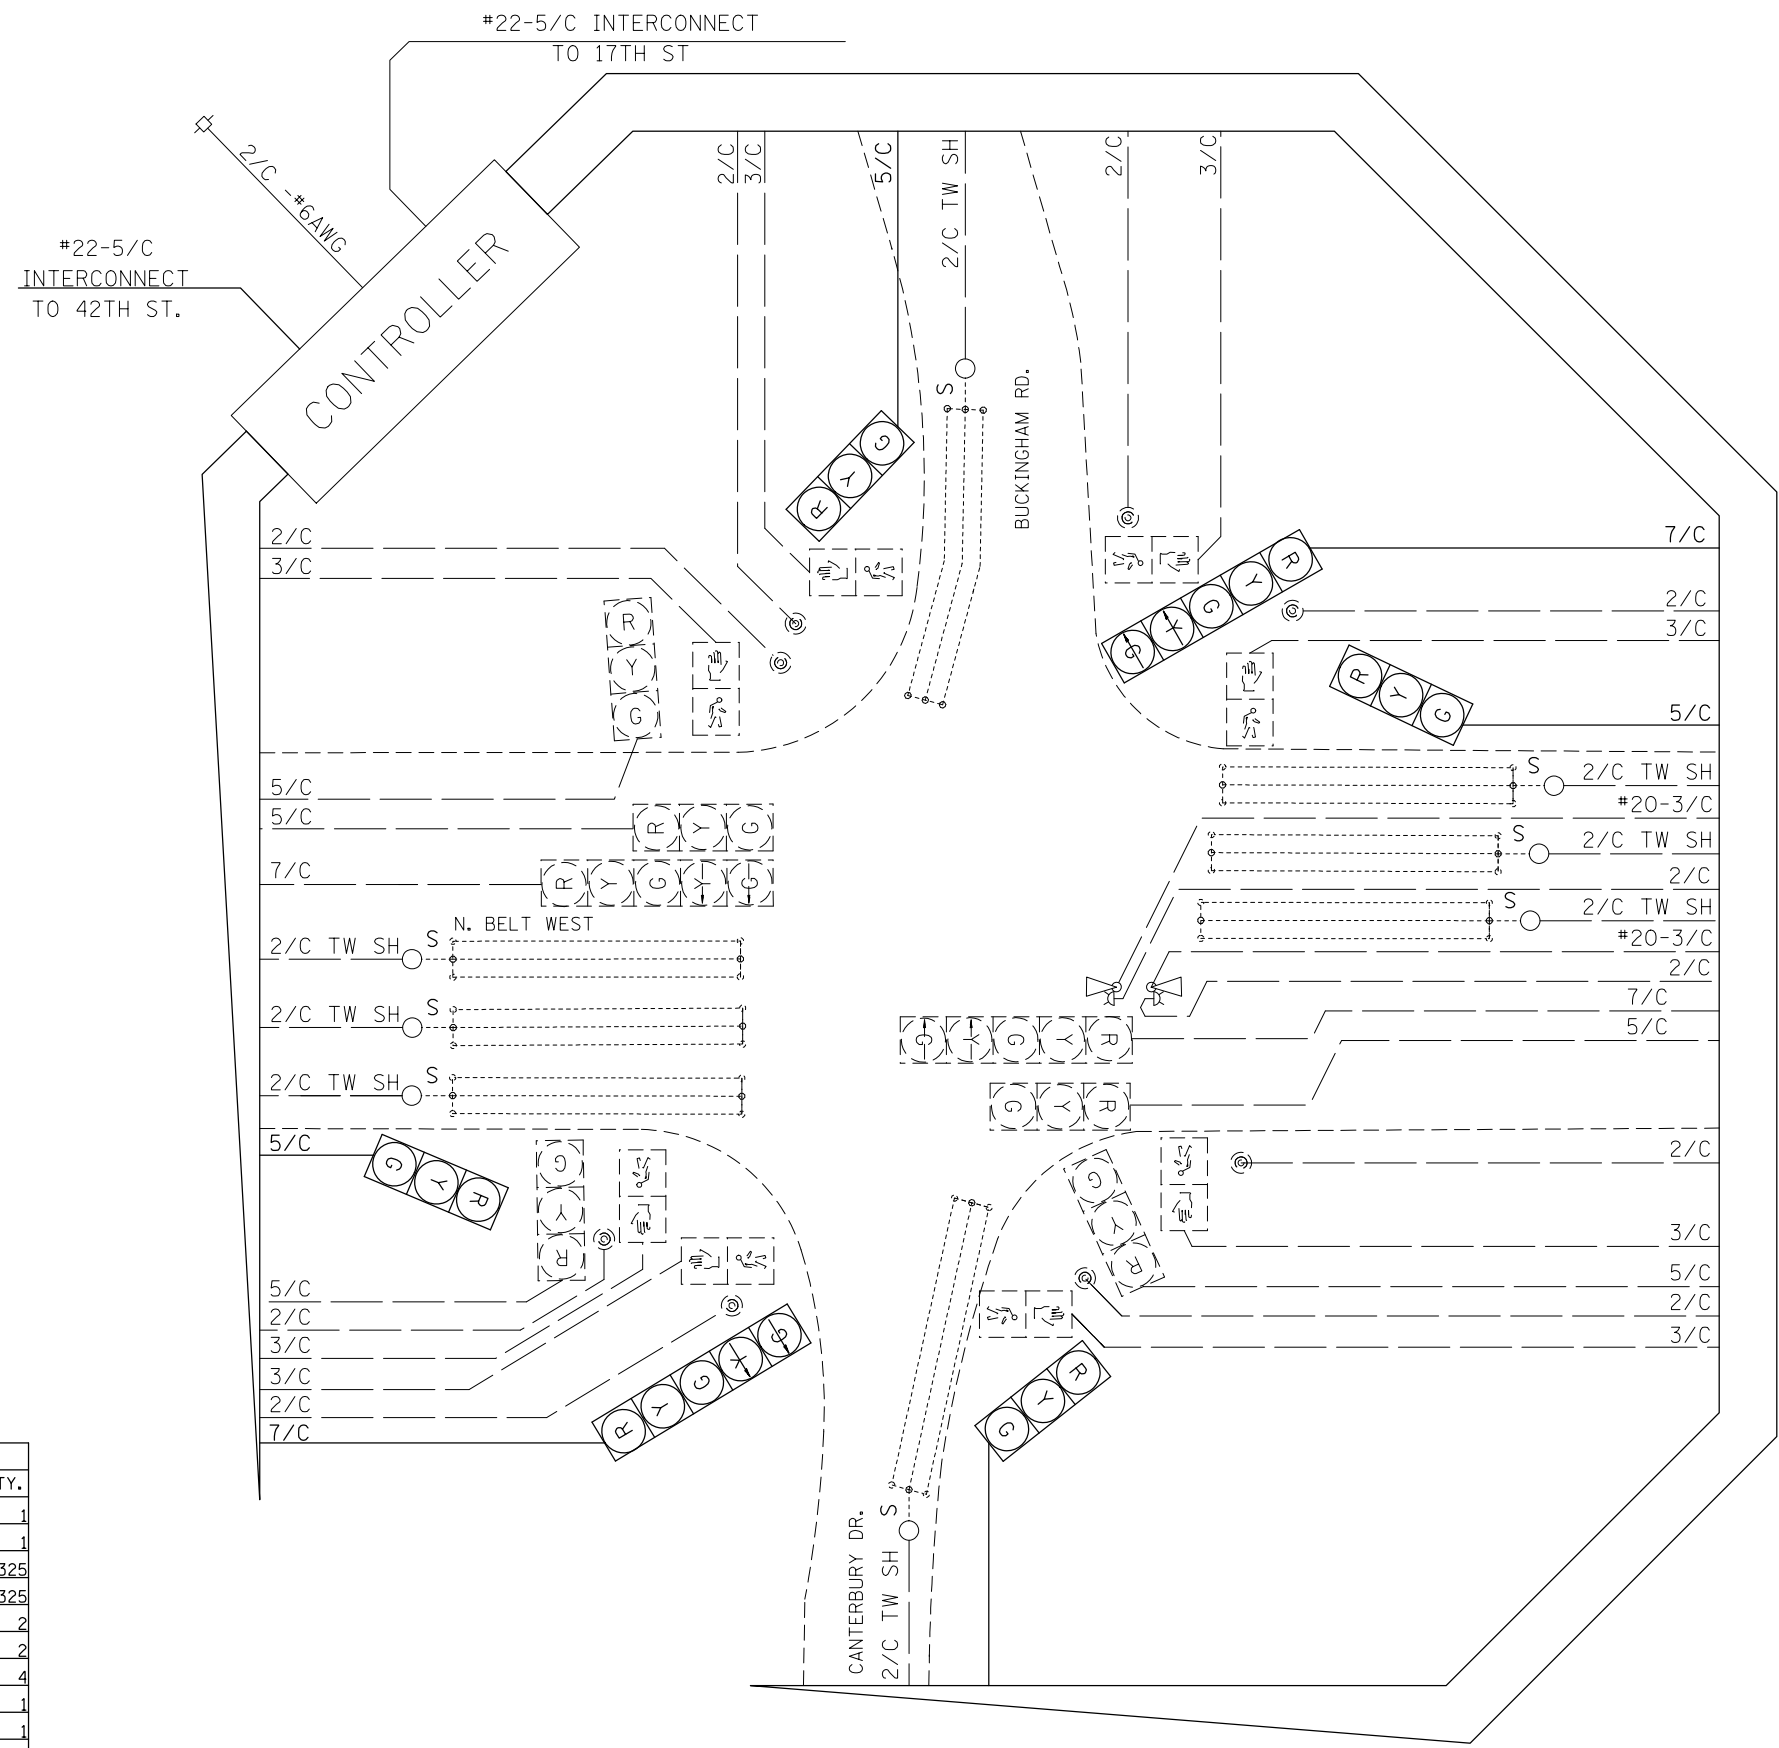 #22-5/C INTERCONNECT
TO 17TH ST
2/C -#6AWG
#22-5/C
INTERCONNECT
TO 42TH ST.
CONTROLLER
2/C
3/C
5/C
2/C TW SH
2/C
3/C
S
BUCKINGHAM RD.
G
Y
R
2/C
3/C
R
Y
G
G Y G Y R
7/C
2/C
3/C
R Y G
5/C
5/C
5/C
R Y G
7/C
R Y G Y G
S
2/C TW SH
#20-3/C
S
2/C TW SH
2/C
S
2/C TW SH
#20-3/C
2/C
7/C
5/C
N. BELT WEST
2/C TW SH
S
2/C TW SH
S
2/C TW SH
S
G Y G Y R
G Y R
5/C
G Y R
G
Y
R
G
Y
R
2/C
3/C
5/C
2/C
3/C
5/C
2/C
3/C
3/C
2/C
7/C
R Y G Y G
G Y R
S
CANTERBURY DR.
2/C TW SH
TY.
1
1
325
325
2
2
4
1
1